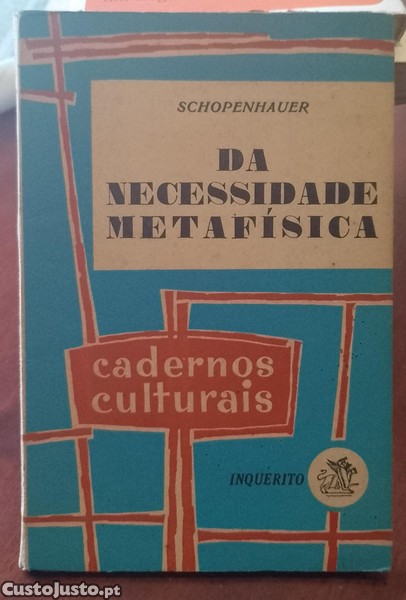 SCHOPENHAUER
DA
NECESSIDADE
METAFÍSICA
cadernos
culturais
INQUÉRITO
CustoJusto.pt